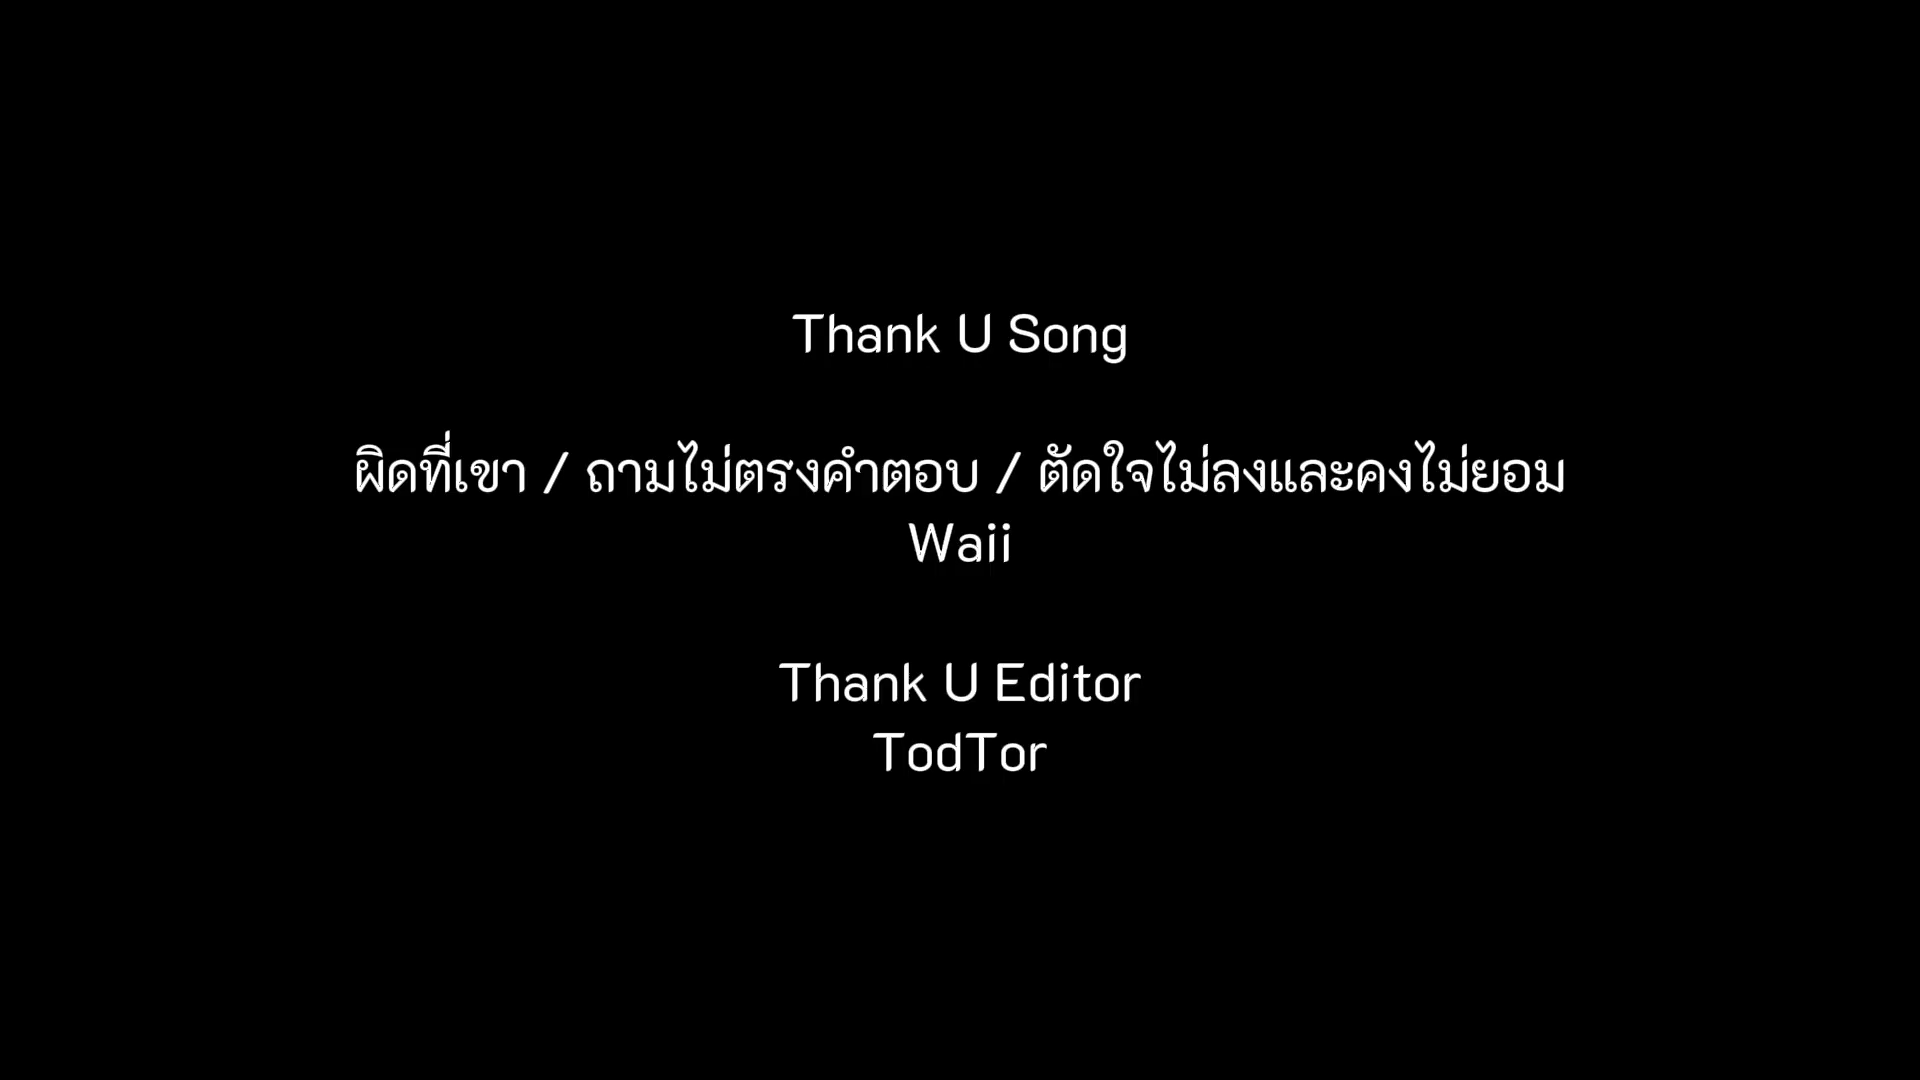 Thank U Song
ผิดที่เขา / ถามไม่ตรงคำตอบ / ตัดใจไม่ลงและคงไม่ยอม
Waii
Thank U Editor
TodTor